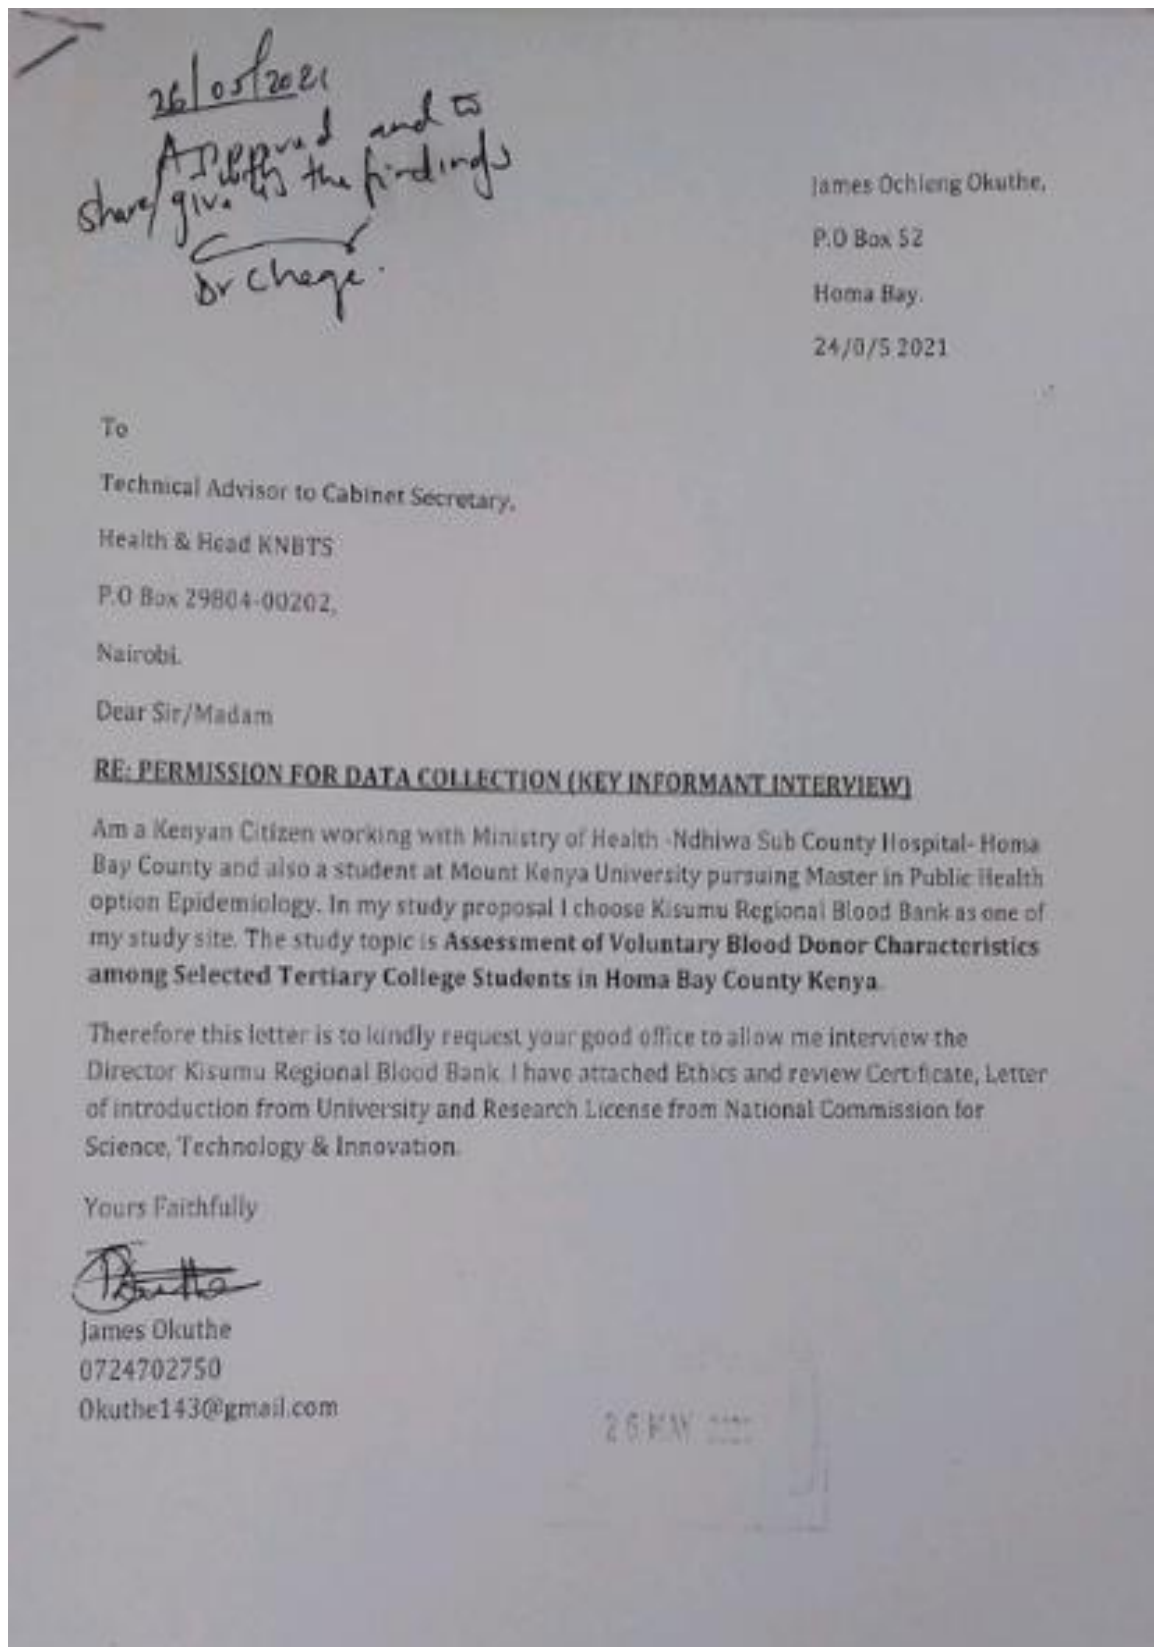 26/05/2021
Approved and to
share/give us with the findings
Dr Chege.
James Ochieng Okuthe,
P.O Box 52
Homa Bay.
24/0/5 2021
To
Technical Advisor to Cabinet Secretary,
Health & Head KNBTS
P.O Box 29804-00202,
Nairobi.
Dear Sir/Madam
RE: PERMISSION FOR DATA COLLECTION (KEY INFORMANT INTERVIEW)
Am a Kenyan Citizen working with Ministry of Health -Ndhiwa Sub County Hospital- Homa
Bay County and also a student at Mount Kenya University pursuing Master in Public Health
option Epidemiology. In my study proposal I choose Kisumu Regional Blood Bank as one of
my study site. The study topic is Assessment of Voluntary Blood Donor Characteristics
among Selected Tertiary College Students in Homa Bay County Kenya.
Therefore this letter is to kindly request your good office to allow me interview the
Director Kisumu Regional Blood Bank. I have attached Ethics and review Certificate, Letter
of introduction from University and Research License from National Commission for
Science, Technology & Innovation.
Yours Faithfully
James Okuthe
0724702750
Okuthe143@gmail.com
26 MAY